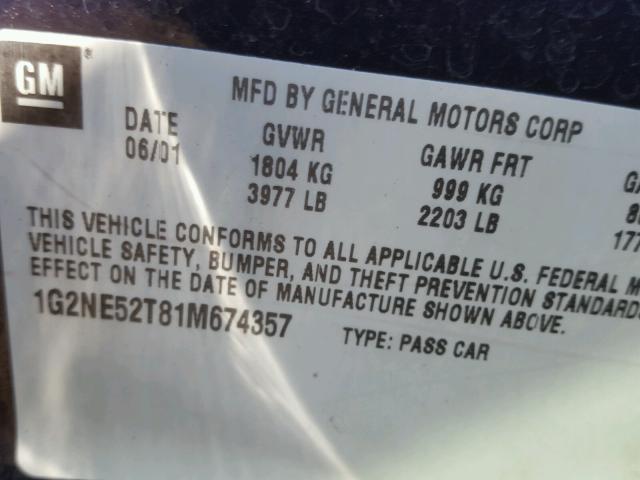 GM ®
MFD BY GENERAL MOTORS CORP
DATE GVWR GAWR FRT
06/01 1804 KG 999 KG
3977 LB 2203 LB
THIS VEHICLE CONFORMS TO ALL APPLICABLE U.S. FEDERAL
VEHICLE SAFETY, BUMPER, AND THEFT PREVENTION STANDARDS
EFFECT ON THE DATE OF MANUFACTURE SHOWN ABOVE.
1G2NE52T81M674357 TYPE: PASS CAR